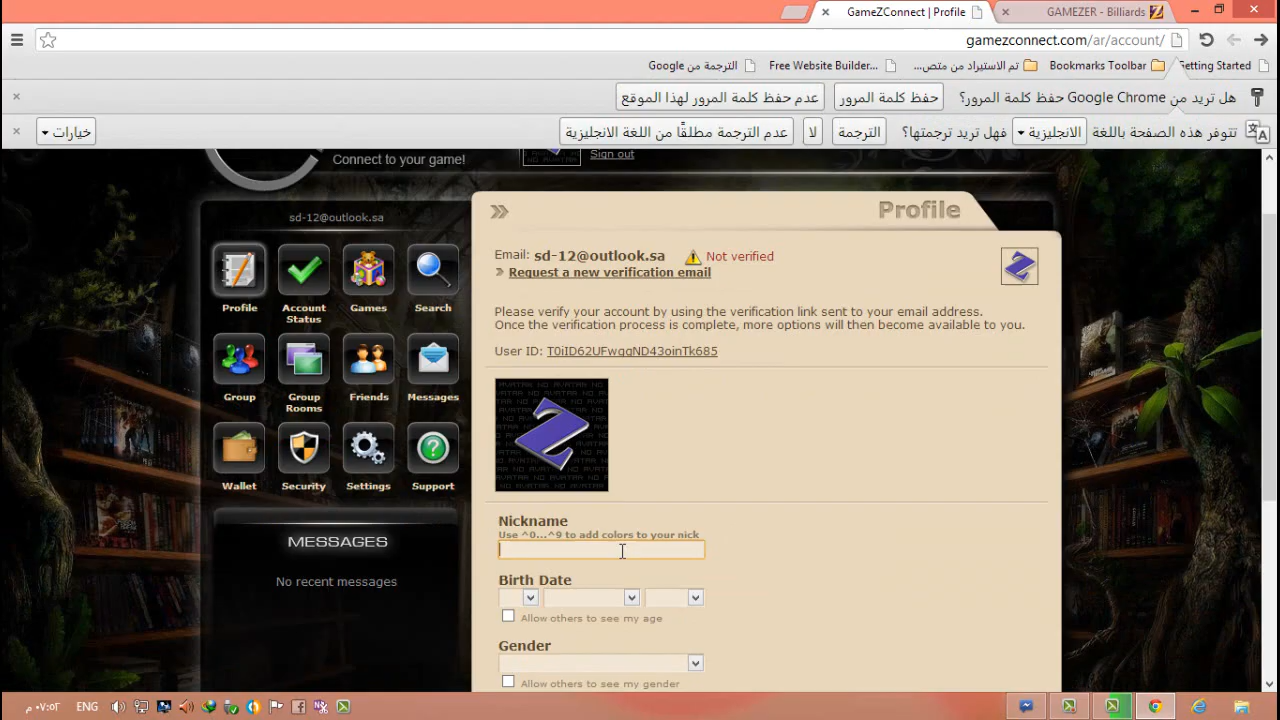 GameZConnect | Profile
GAMEZER - Billiards
gamezconnect.com/ar/account/
الترجمة من Google
Free Website Builder...
تم الاستيراد من متص...
Bookmarks Toolbar
Getting Started
هل تريد من Google Chrome حفظ كلمة المرور؟
حفظ كلمة المرور
عدم حفظ كلمة المرور لهذا الموقع
تتوفر هذه الصفحة باللغة
الانجليزية
فهل تريد ترجمتها؟
الترجمة
لا
عدم الترجمة مطلقًا من اللغة الانجليزية
خيارات
Connect to your game!
Sign out
sd-12@outlook.sa
Profile
Account Status
Games
Search
Group
Group Rooms
Friends
Messages
Wallet
Security
Settings
Support
MESSAGES
No recent messages
Profile
Email: sd-12@outlook.sa Not verified
» Request a new verification email
Please verify your account by using the verification link sent to your email address.
Once the verification process is complete, more options will then become available to you.
User ID: T0iID62UFwgqND43oinTk685
Nickname
Use ^0...^9 to add colors to your nick
Birth Date
Allow others to see my age
Gender
Allow others to see my gender
ENG
٠٧:٥٢ م